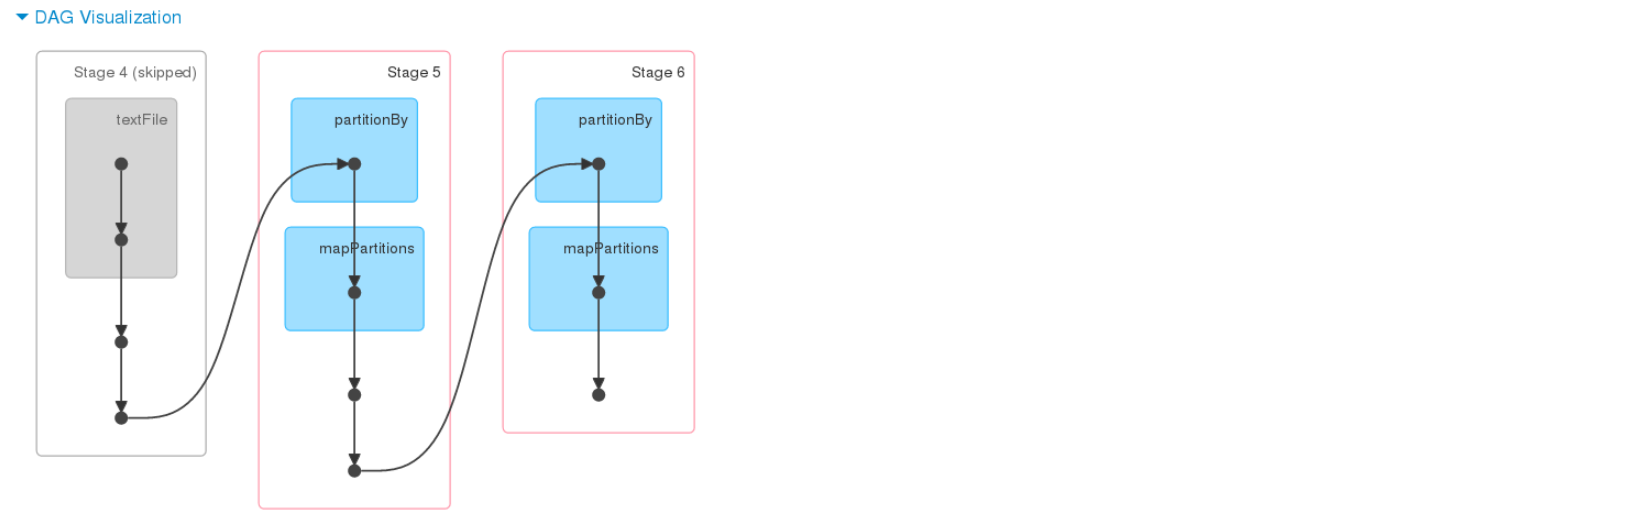 DAG Visualization
Stage 4 (skipped)
textFile
Stage 5
partitionBy
mapPartitions
Stage 6
partitionBy
mapPartitions